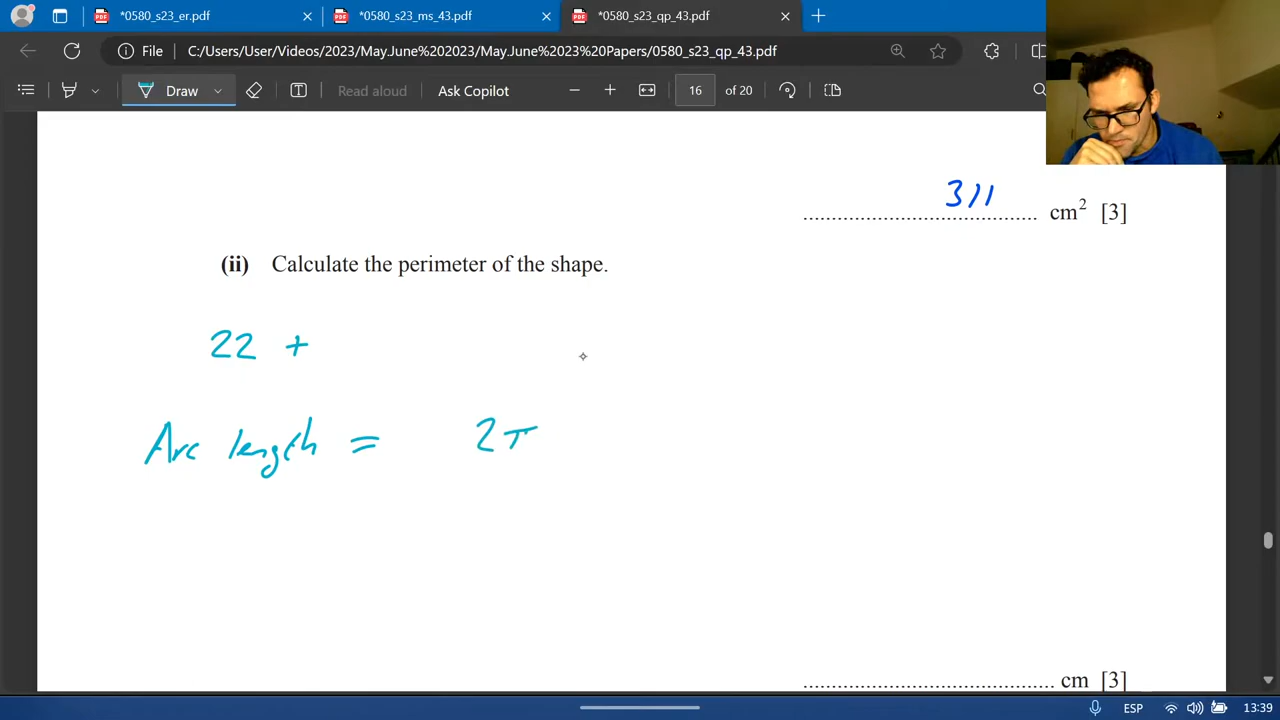 *0580_s23_er.pdf
*0580_s23_ms_43.pdf
*0580_s23_qp_43.pdf
File
C:/Users/User/Videos/2023/May.June%202023/May.June%2023%20Papers/0580_s23_qp_43.pdf
Draw
Read aloud
Ask Copilot
16 of 20
311
........................................ cm² [3]
(ii) Calculate the perimeter of the shape.
22 +
Arc length = 2π
........................................... cm [3]
ESP
13:39